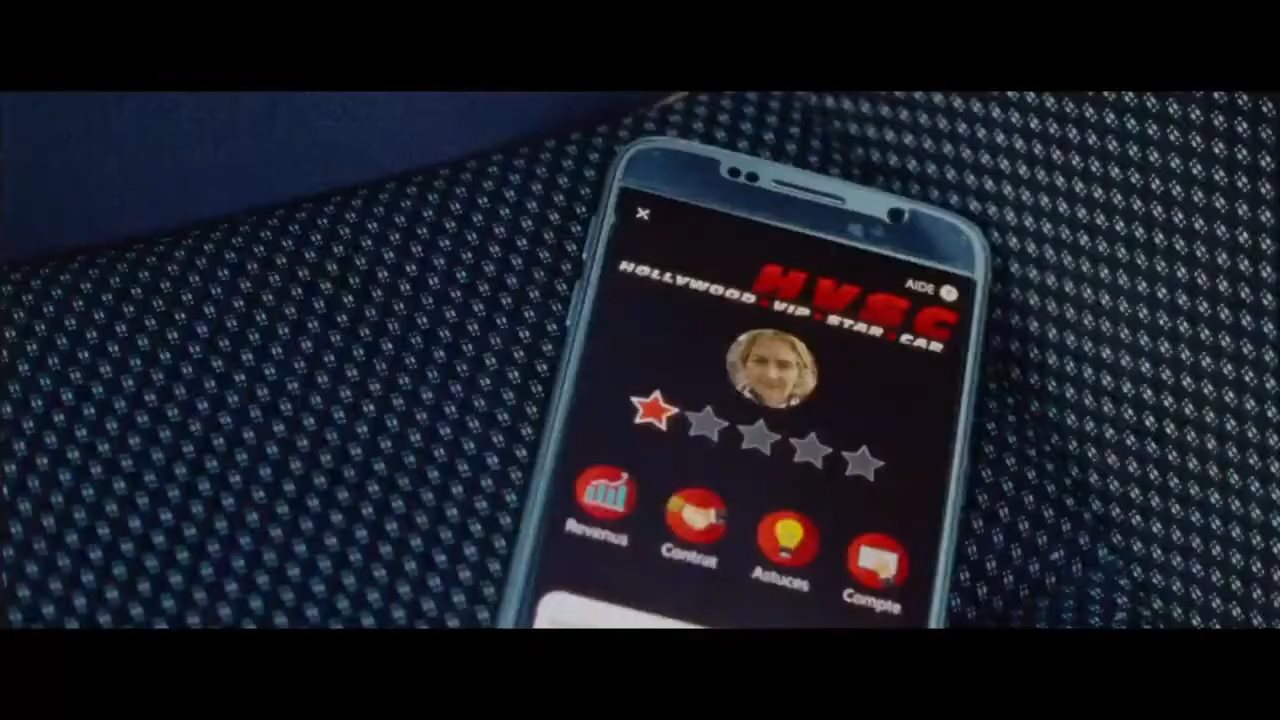 AIDE
HVSC
HOLLYWOOD.VIP.STAR.CAR
Revenus
Contrat
Astuces
Compte